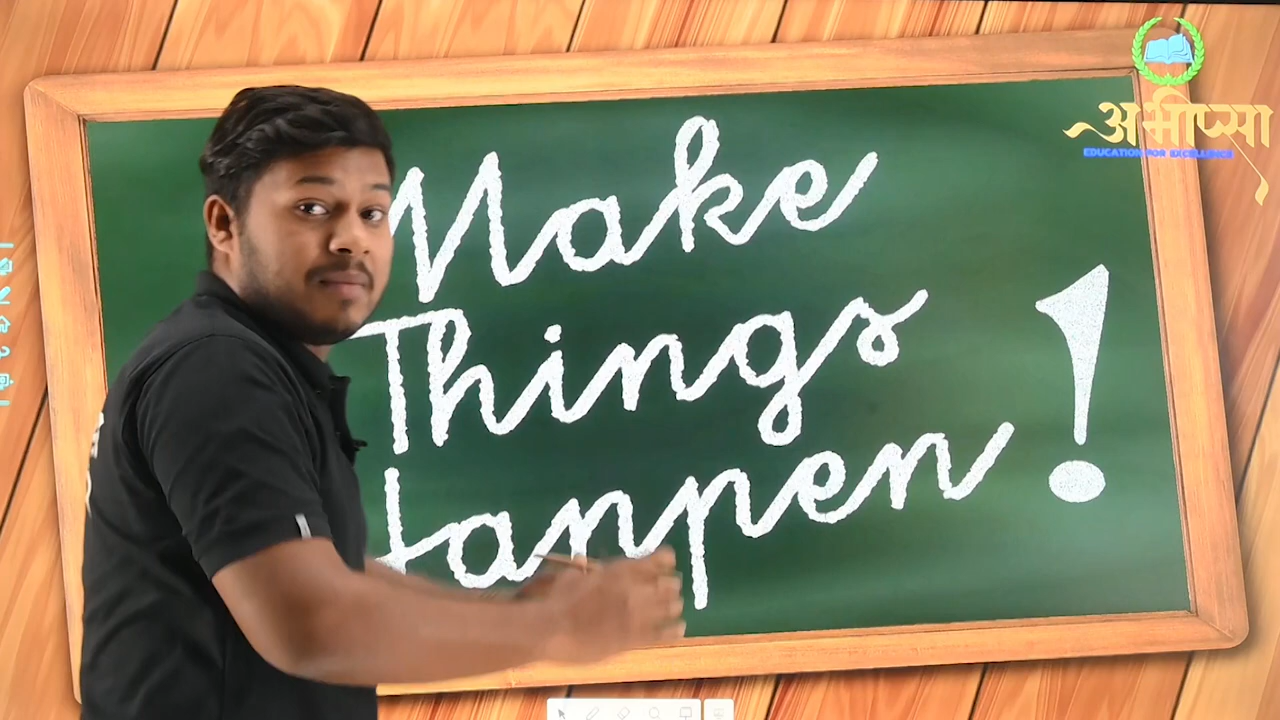 Make
Things
Happen !
अभीप्सा
EDUCATION FOR EXCELLENCE